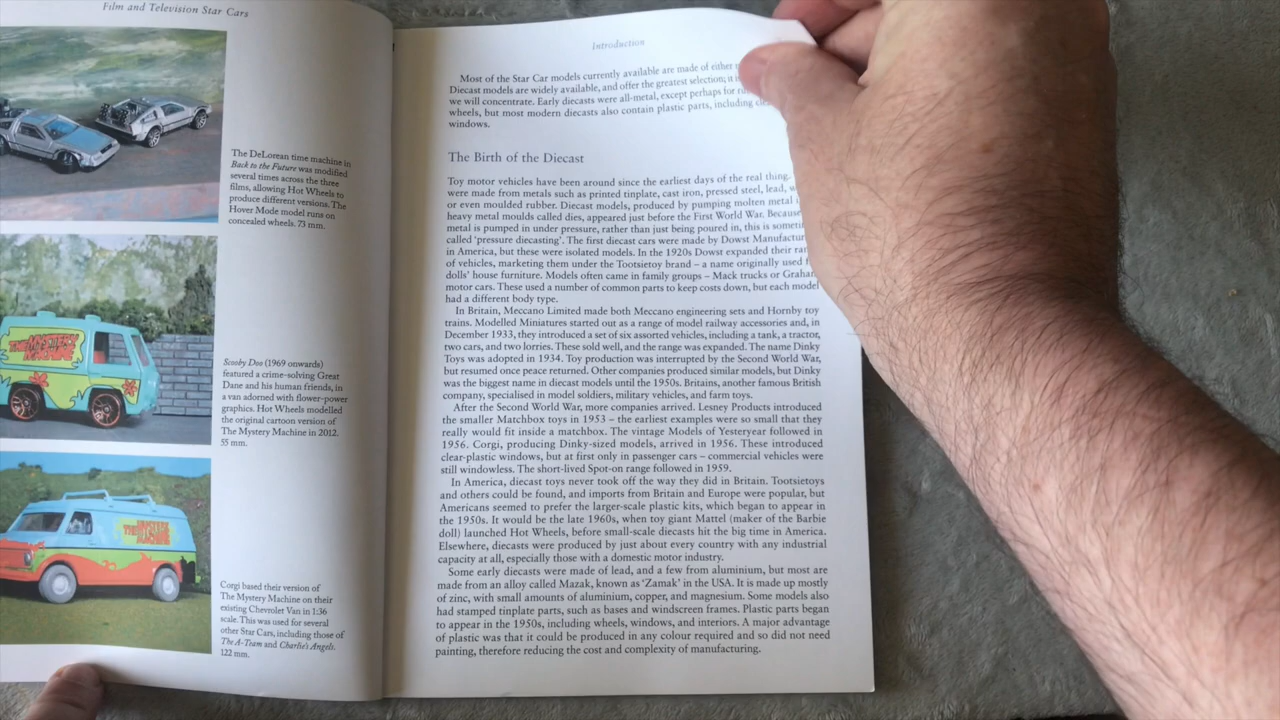 Film and Television Star Cars
The DeLorean time machine in
Back to the Future was modified
several times across the three
films, allowing Hot Wheels to
produce different versions. The
Hover Mode model runs on
concealed wheels. 73 mm.
THE MYSTERY
MACHINE
Scooby Doo (1969 onwards)
featured a crime-solving Great
Dane and his human friends, in
a van adorned with flower-power
graphics. Hot Wheels modelled
the original cartoon version of
The Mystery Machine in 2012.
55 mm.
THE MYSTERY
MACHINE
Corgi based their version of
The Mystery Machine on their
existing Chevrolet Van in 1:36
scale. This was used for several
other Star Cars, including those of
The A-Team and Charlie's Angels.
122 mm.
Introduction
Most of the Star Car models currently available are made of either
Diecast models are widely available, and offer the greatest selection; it is
we will concentrate. Early diecasts were all-metal, except perhaps for
wheels, but most modern diecasts also contain plastic parts, including
windows.
The Birth of the Diecast
Toy motor vehicles have been around since the earliest days of the real thing.
were made from metals such as printed tinplate, cast iron, pressed steel, lead,
or even moulded rubber. Diecast models, produced by pumping molten metal
heavy metal moulds called dies, appeared just before the First World War. Because
metal is pumped in under pressure, rather than just being poured in, this is
called 'pressure diecasting'. The first diecast cars were made by Dowst
in America, but these were isolated models. In the 1920s Dowst expanded their
of vehicles, marketing them under the Tootsietoy brand – a name originally used
dolls' house furniture. Models often came in family groups – Mack trucks or
motor cars. These used a number of common parts to keep costs down, but each model
had a different body type.
In Britain, Meccano Limited made both Meccano engineering sets and Hornby toy
trains. Modelled Miniatures started out as a range of model railway accessories and, in
December 1933, they introduced a set of six assorted vehicles, including a tank, a tractor,
two cars, and two lorries. These sold well, and the range was expanded. The name Dinky
Toys was adopted in 1934. Toy production was interrupted by the Second World War,
but resumed once peace returned. Other companies produced similar models, but Dinky
was the biggest name in diecast models until the 1950s. Britains, another famous British
company, specialised in model soldiers, military vehicles, and farm toys.
After the Second World War, more companies arrived. Lesney Products introduced
the smaller Matchbox toys in 1953 – the earliest examples were so small that they
really would fit inside a matchbox. The vintage Models of Yesteryear followed in
1956. Corgi, producing Dinky-sized models, arrived in 1956. These introduced
clear-plastic windows, but at first only in passenger cars – commercial vehicles were
still windowless. The short-lived Spot-on range followed in 1959.
In America, diecast toys never took off the way they did in Britain. Tootsietoys
and others could be found, and imports from Britain and Europe were popular, but
Americans seemed to prefer the larger-scale plastic kits, which began to appear in
the 1950s. It would be the late 1960s, when toy giant Mattel (maker of the Barbie
doll) launched Hot Wheels, before small-scale diecasts hit the big time in America.
Elsewhere, diecasts were produced by just about every country with any industrial
capacity at all, especially those with a domestic motor industry.
Some early diecasts were made of lead, and a few from aluminium, but most are
made from an alloy called Mazak, known as 'Zamak' in the USA. It is made up mostly
of zinc, with small amounts of aluminium, copper, and magnesium. Some models also
had stamped tinplate parts, such as bases and windscreen frames. Plastic parts began
to appear in the 1950s, including wheels, windows, and interiors. A major advantage
of plastic was that it could be produced in any colour required and so did not need
painting, therefore reducing the cost and complexity of manufacturing.